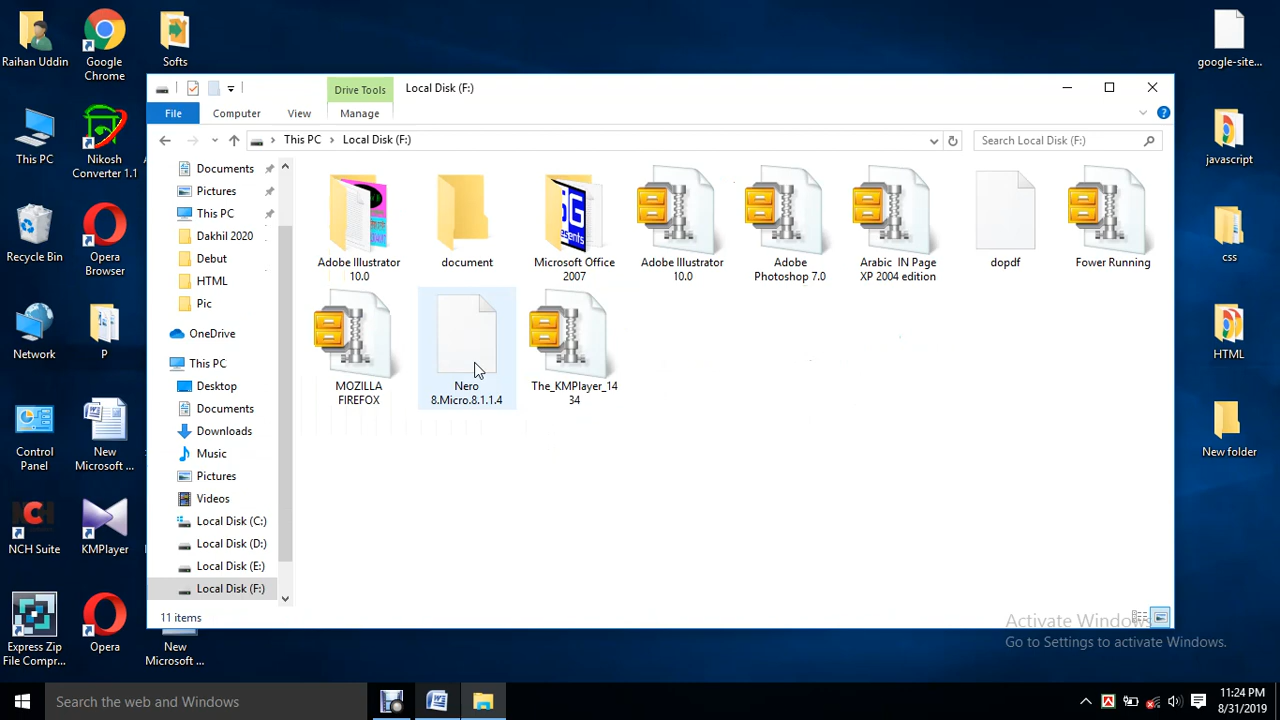 Raihan Uddin
Google
Chrome
Softs
google-site...
This PC
Nikosh
Converter 1.1
javascript
Recycle Bin
Opera
Browser
css
Network
P
HTML
Control
Panel
New
Microsoft ...
New folder
NCH Suite
KMPlayer
Express Zip
File Compr...
Opera
New
Microsoft ...
Drive Tools
Local Disk (F:)
File
Computer
View
Manage
This PC
Local Disk (F:)
Search Local Disk (F:)
Documents
Pictures
This PC
Dakhil 2020
Debut
HTML
Pic
OneDrive
This PC
Desktop
Documents
Downloads
Music
Pictures
Videos
Local Disk (C:)
Local Disk (D:)
Local Disk (E:)
Local Disk (F:)
Adobe Illustrator
10.0
document
Microsoft Office
2007
Adobe Illustrator
10.0
Adobe
Photoshop 7.0
Arabic IN Page
XP 2004 edition
dopdf
Fower Running
MOZILLA
FIREFOX
Nero
8.Micro.8.1.1.4
The_KMPlayer_14
34
11 items
Activate Windows
Go to Settings to activate Windows.
Search the web and Windows
11:24 PM
8/31/2019